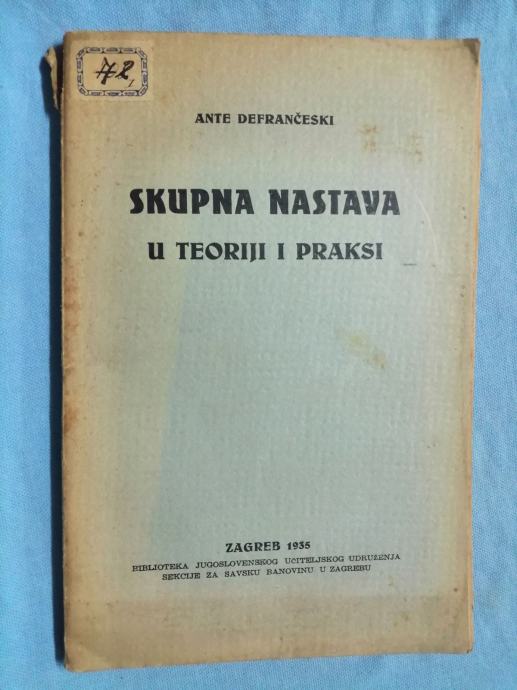 72,
ANTE DEFRANČESKI
SKUPNA NASTAVA
U TEORIJI I PRAKSI
ZAGREB 1935
BIBLIOTEKA JUGOSLOVENSKOG UČITELJSKOG UDRUŽENJA
SEKCIJE ZA SAVSKU BANOVINU U ZAGREBU